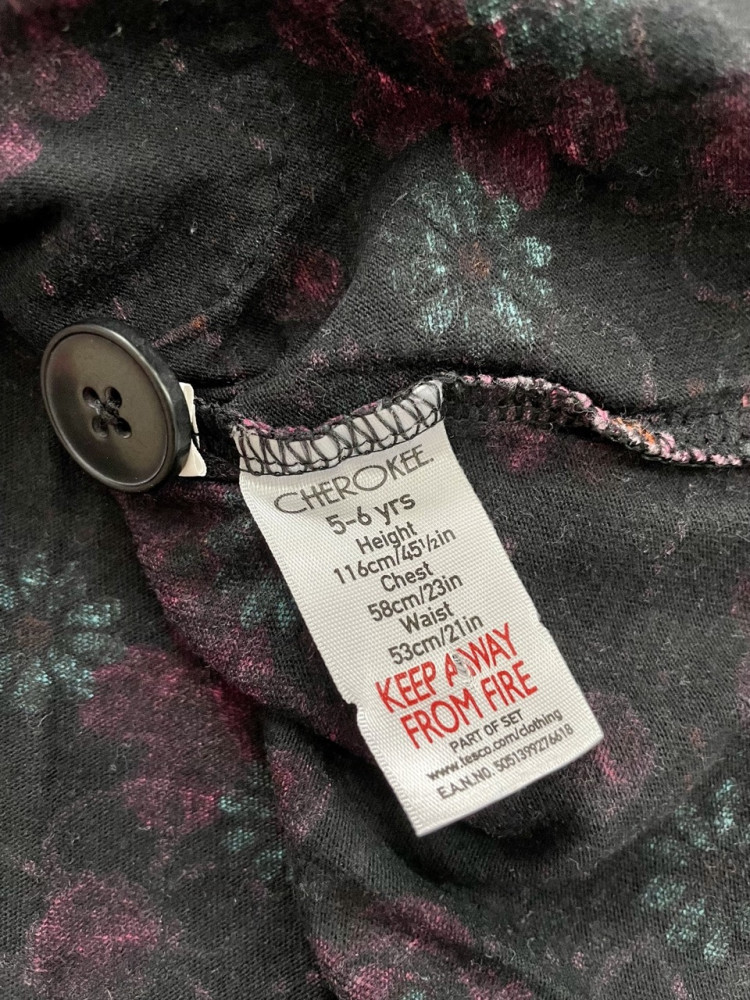 CHEROKEE.
5-6 yrs
Height
116cm/45½in
Chest
58cm/23in
Waist
53cm/21in
KEEP AWAY
FROM FIRE
PART OF SET
www.tesco.com/clothing
E.A.N.NO. 5051399276618